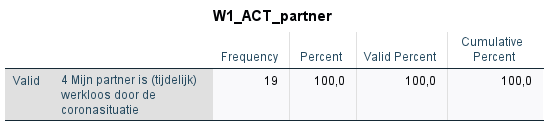 W1_ACT_partner
Frequency Percent Valid Percent Cumulative Percent
Valid 4 Mijn partner is (tijdelijk) werkloos door de coronasituatie 19 100,0 100,0 100,0